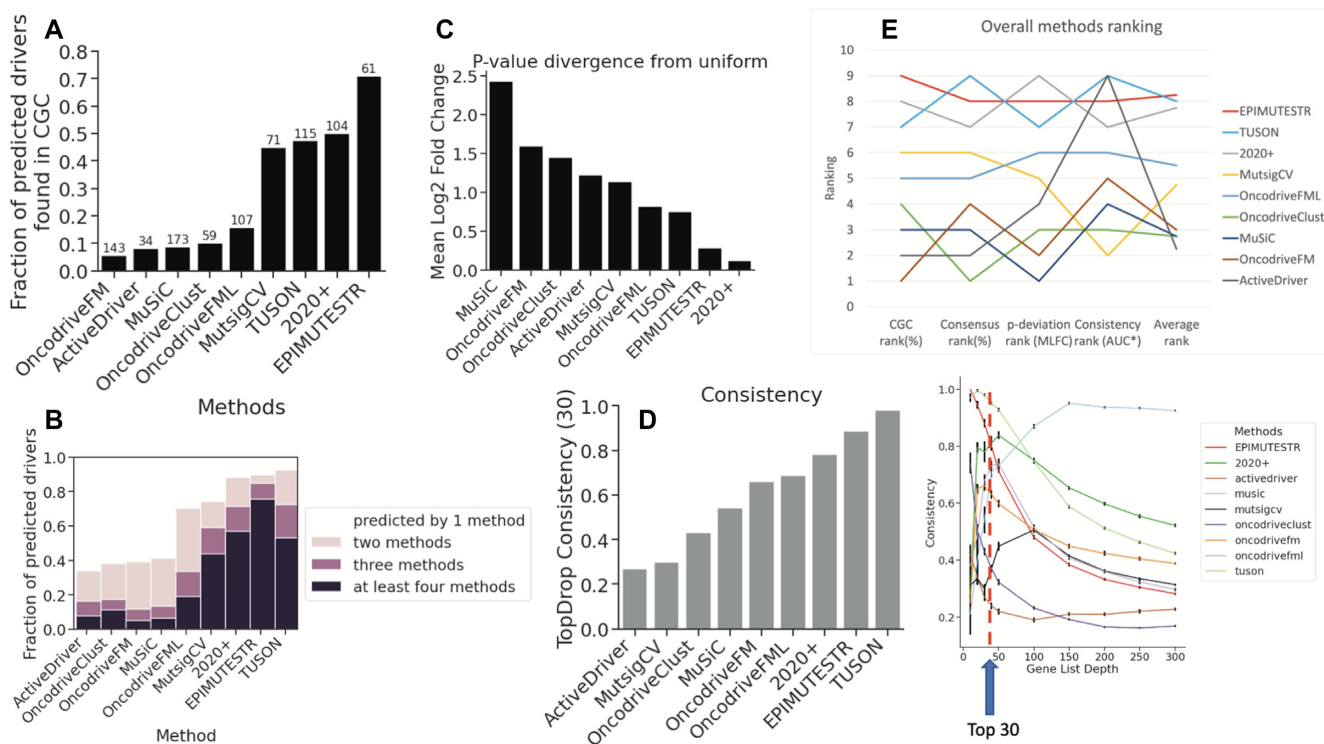 A
Fraction of predicted drivers
found in CGC
0.8
0.7
0.6
0.5
0.4
0.3
0.2
0.1
0.0
143
34
173
59
107
71
115
104
61
OncodriveFM
ActiveDriver
MuSiC
OncodriveClust
OncodriveFML
MutsigCV
TUSON
2020+
EPIMUTESTR
Methods
C
P-value divergence from uniform
Mean Log2 Fold Change
2.5
2.0
1.5
1.0
0.5
0.0
MuSiC
OncodriveFM
OncodriveClust
ActiveDriver
MutsigCV
OncodriveFML
TUSON
EPIMUTESTR
2020+
E
Overall methods ranking
Ranking
10
9
8
7
6
5
4
3
2
1
0
CGC
rank(%)
Consensus
rank(%)
p-deviation
rank (MLFC)
Consistency
rank (AUC*)
Average
rank
EPIMUTESTR
TUSON
2020+
MutsigCV
OncodriveFML
OncodriveClust
MuSiC
OncodriveFM
ActiveDriver
B
Fraction of predicted drivers
1.0
0.8
0.6
0.4
0.2
0.0
ActiveDriver
OncodriveClust
OncodriveFM
MuSiC
OncodriveFML
MutsigCV
2020+
EPIMUTESTR
TUSON
Method
predicted by 1 method
two methods
three methods
at least four methods
D
Consistency
TopDrop Consistency (30)
1.0
0.8
0.6
0.4
0.2
0.0
ActiveDriver
MutsigCV
OncodriveClust
MuSiC
OncodriveFM
OncodriveFML
2020+
EPIMUTESTR
TUSON
Consistency
1.0
0.8
0.6
0.4
0.2
0
50
100
150
200
250
300
Gene List Depth
Top 30
Methods
EPIMUTESTR
2020+
activedriver
music
mutsigcv
oncodriveclust
oncodrivefm
oncodrivefml
tuson